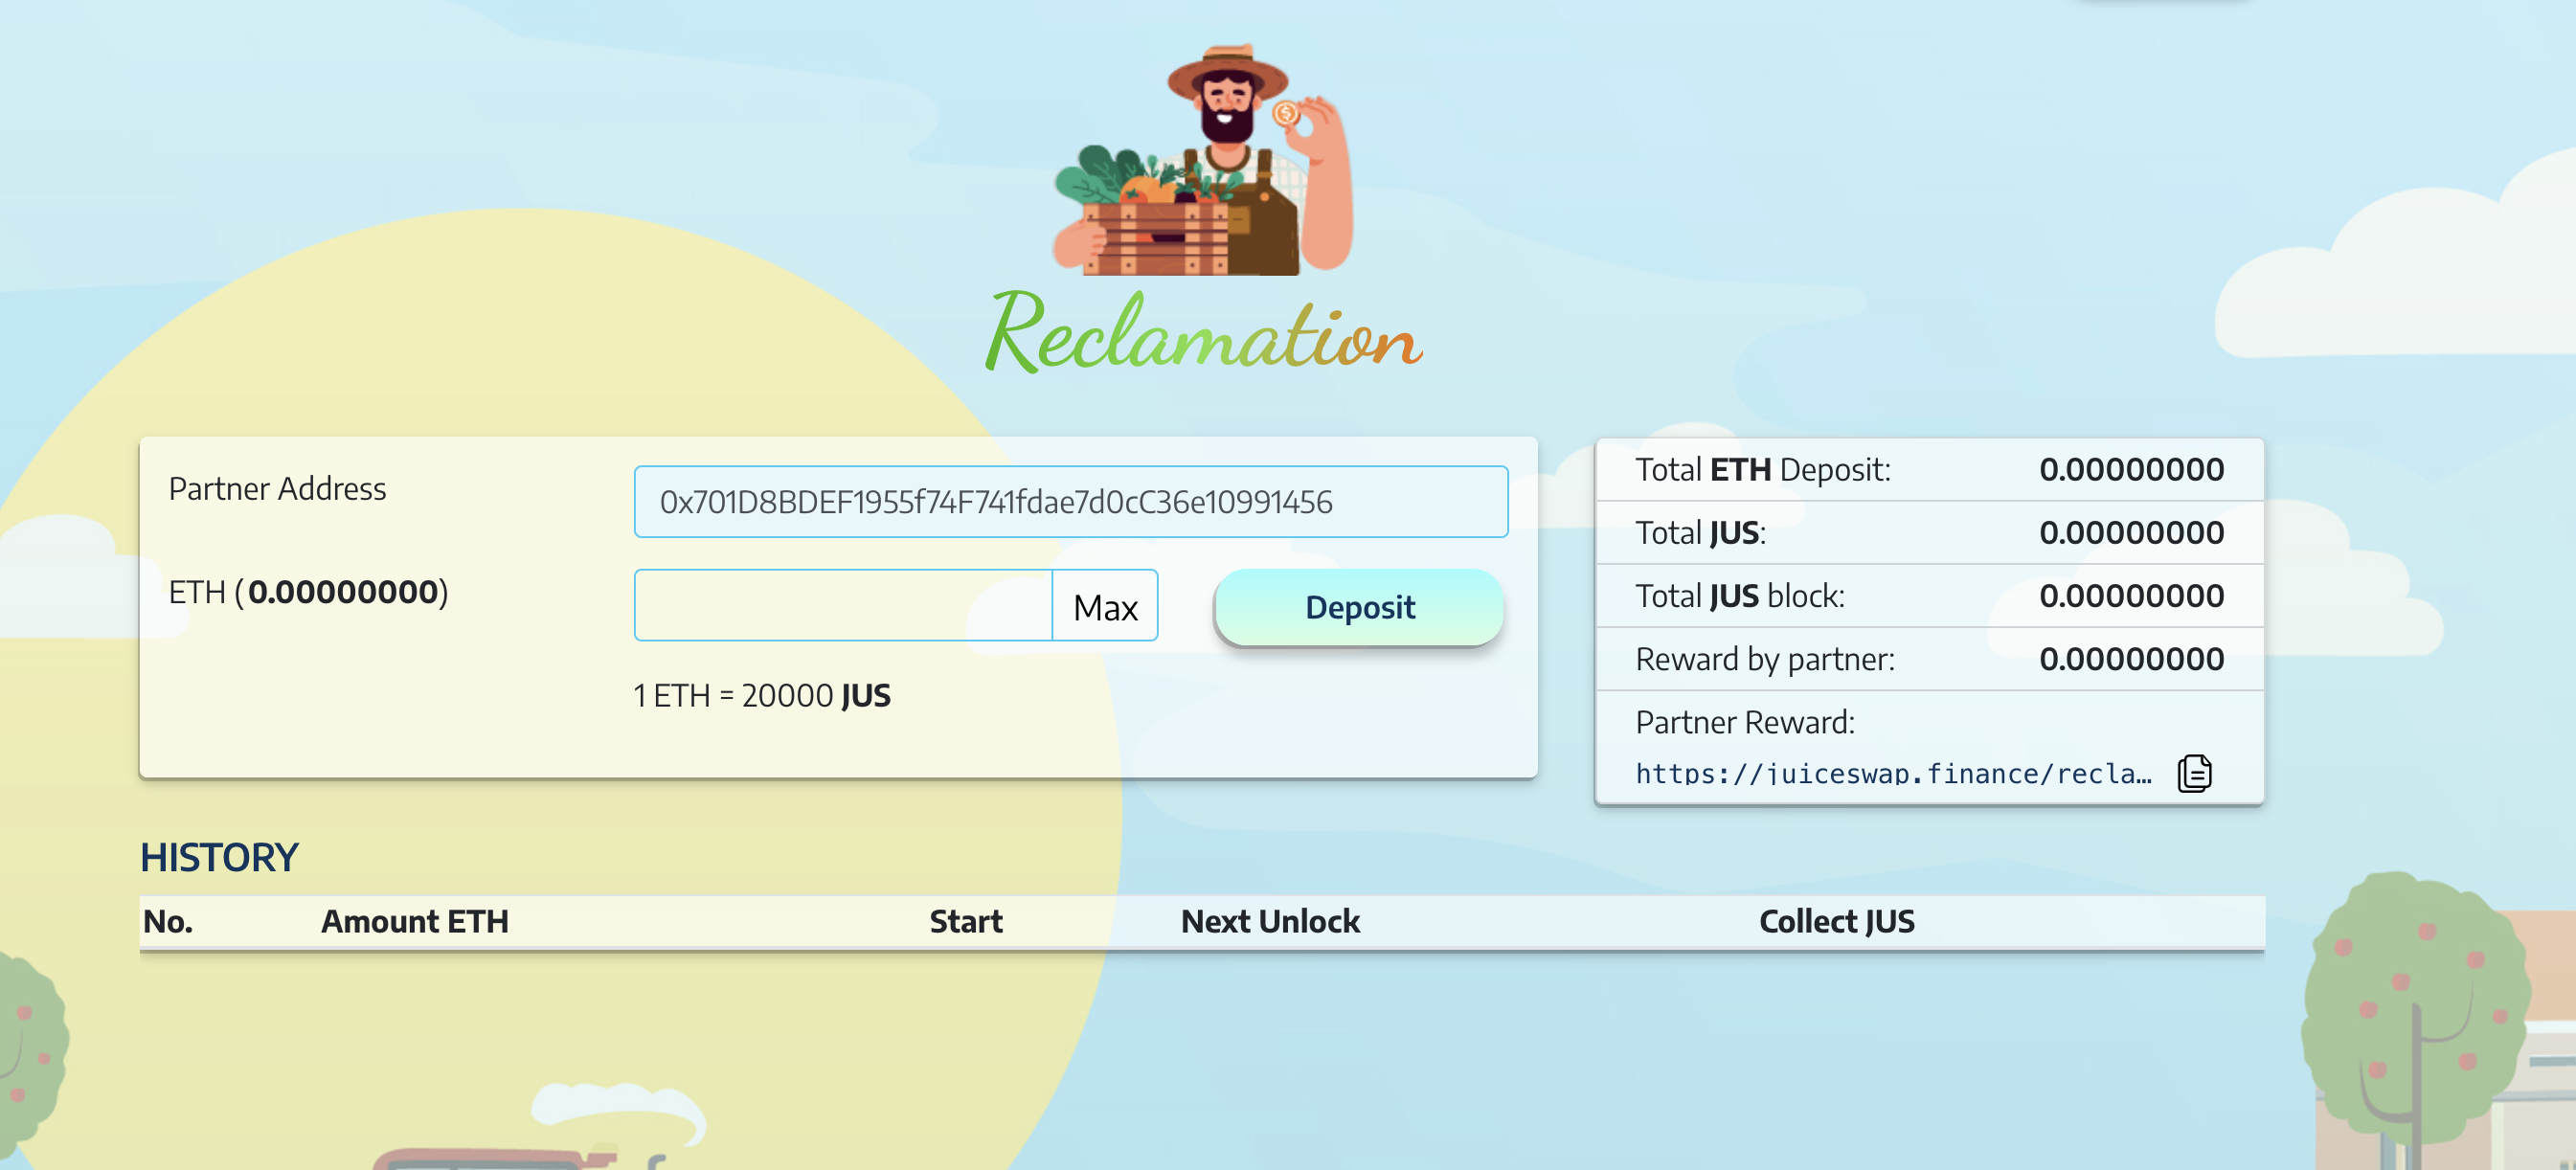 Reclamation
Partner Address
0x701D8BDEF1955f74F741fdae7d0cC36e10991456
ETH (0.00000000)
Max
Deposit
1 ETH = 20000 JUS
Total ETH Deposit: 0.00000000
Total JUS: 0.00000000
Total JUS block: 0.00000000
Reward by partner: 0.00000000
Partner Reward:
https://juiceswap.finance/recla…
HISTORY
No. Amount ETH Start Next Unlock Collect JUS